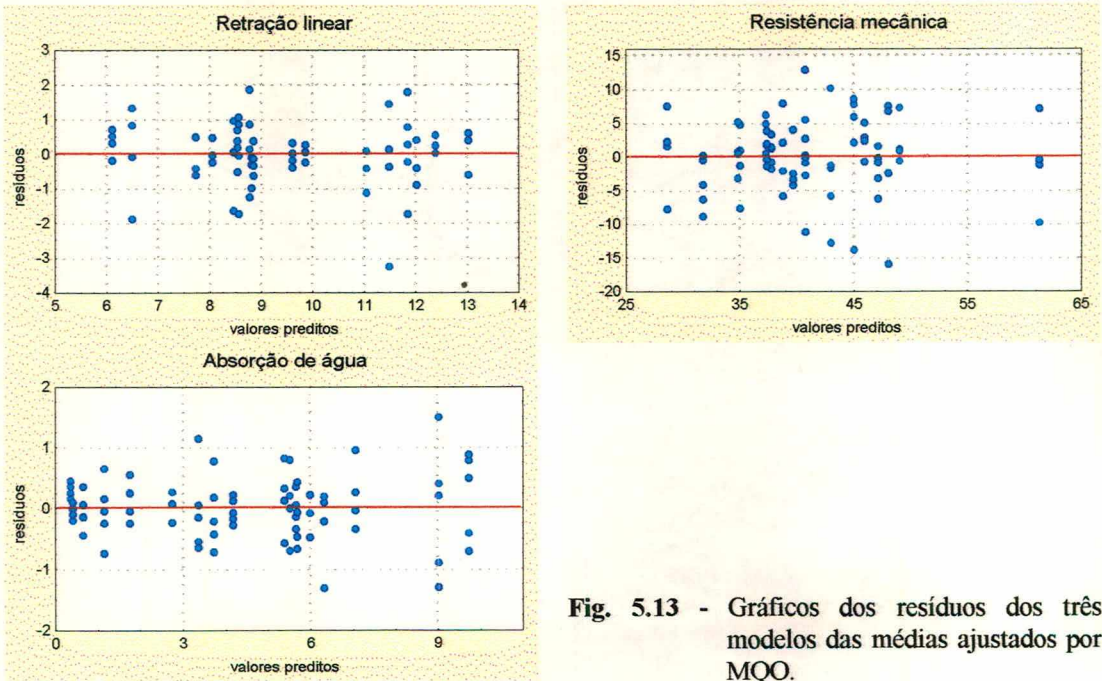 Retração linear
3
2
1
0
-1
-2
-3
-4
resíduos
5 6 7 8 9 10 11 12 13 14
valores preditos
Resistência mecânica
15
10
5
0
-5
-10
-15
-20
resíduos
25 35 45 55 65
valores preditos
Absorção de água
2
1
0
-1
-2
resíduos
0 3 6 9
valores preditos
Fig. 5.13 - Gráficos dos resíduos dos três
modelos das médias ajustados por
MQO.